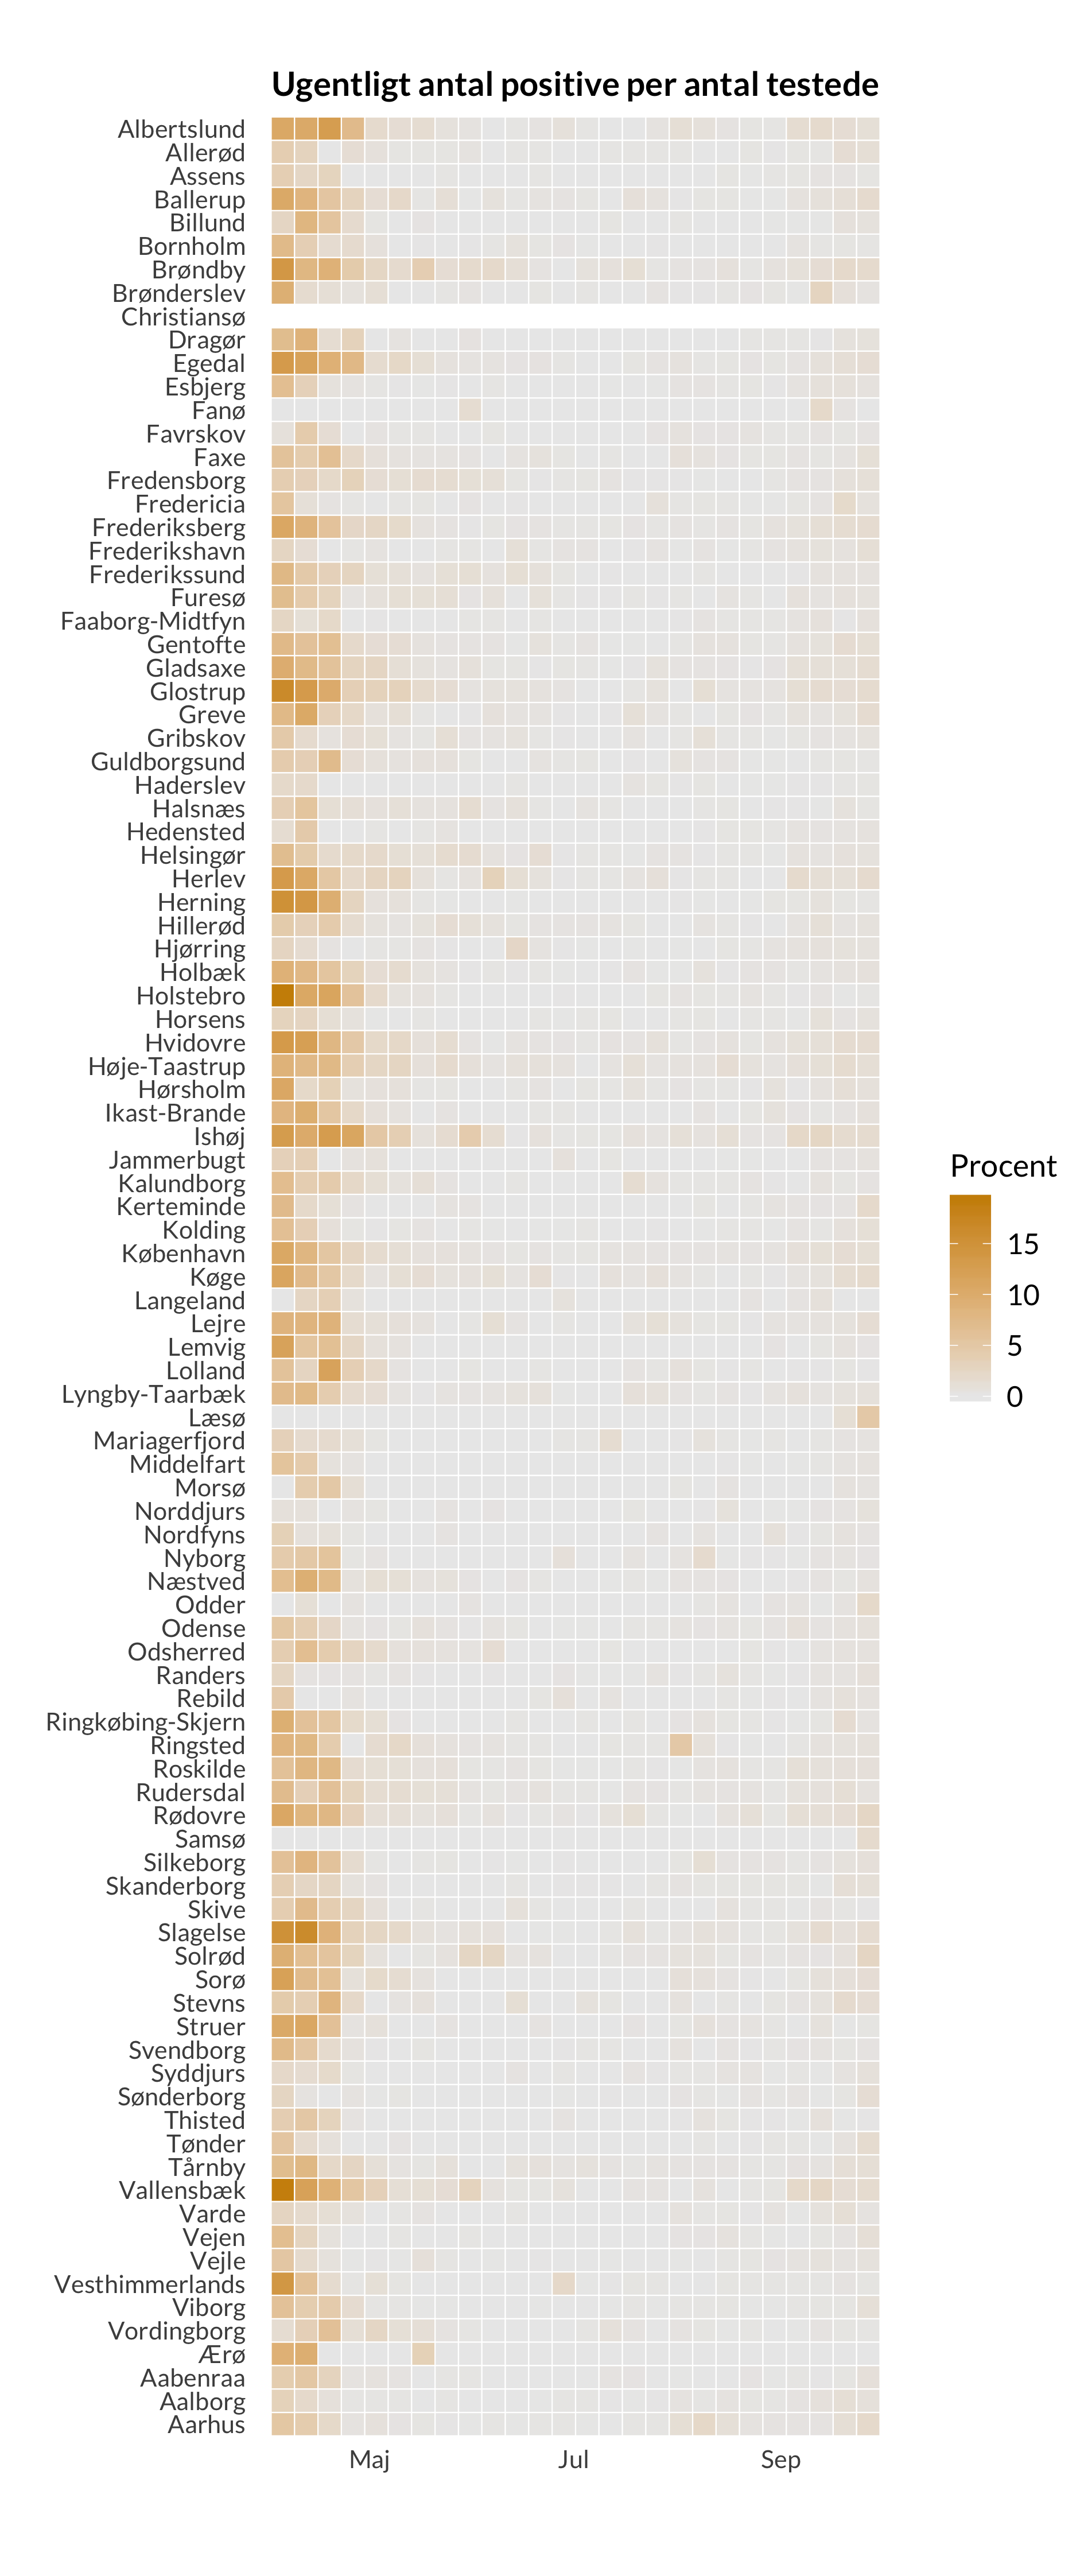 Ugentligt antal positive per antal testede
Albertslund
Allerød
Assens
Ballerup
Billund
Bornholm
Brøndby
Brønderslev
Christiansø
Dragør
Egedal
Esbjerg
Fanø
Favrskov
Faxe
Fredensborg
Fredericia
Frederiksberg
Frederikshavn
Frederikssund
Furesø
Faaborg-Midtfyn
Gentofte
Gladsaxe
Glostrup
Greve
Gribskov
Guldborgsund
Haderslev
Halsnæs
Hedensted
Helsingør
Herlev
Herning
Hillerød
Hjørring
Holbæk
Holstebro
Horsens
Hvidovre
Høje-Taastrup
Hørsholm
Ikast-Brande
Ishøj
Jammerbugt
Kalundborg
Kerteminde
Kolding
København
Køge
Langeland
Lejre
Lemvig
Lolland
Lyngby-Taarbæk
Læsø
Mariagerfjord
Middelfart
Morsø
Norddjurs
Nordfyns
Nyborg
Næstved
Odder
Odense
Odsherred
Randers
Rebild
Ringkøbing-Skjern
Ringsted
Roskilde
Rudersdal
Rødovre
Samsø
Silkeborg
Skanderborg
Skive
Slagelse
Solrød
Sorø
Stevns
Struer
Svendborg
Syddjurs
Sønderborg
Thisted
Tønder
Tårnby
Vallensbæk
Varde
Vejen
Vejle
Vesthimmerlands
Viborg
Vordingborg
Ærø
Aabenraa
Aalborg
Aarhus
Maj Jul Sep
Procent
15
10
5
0